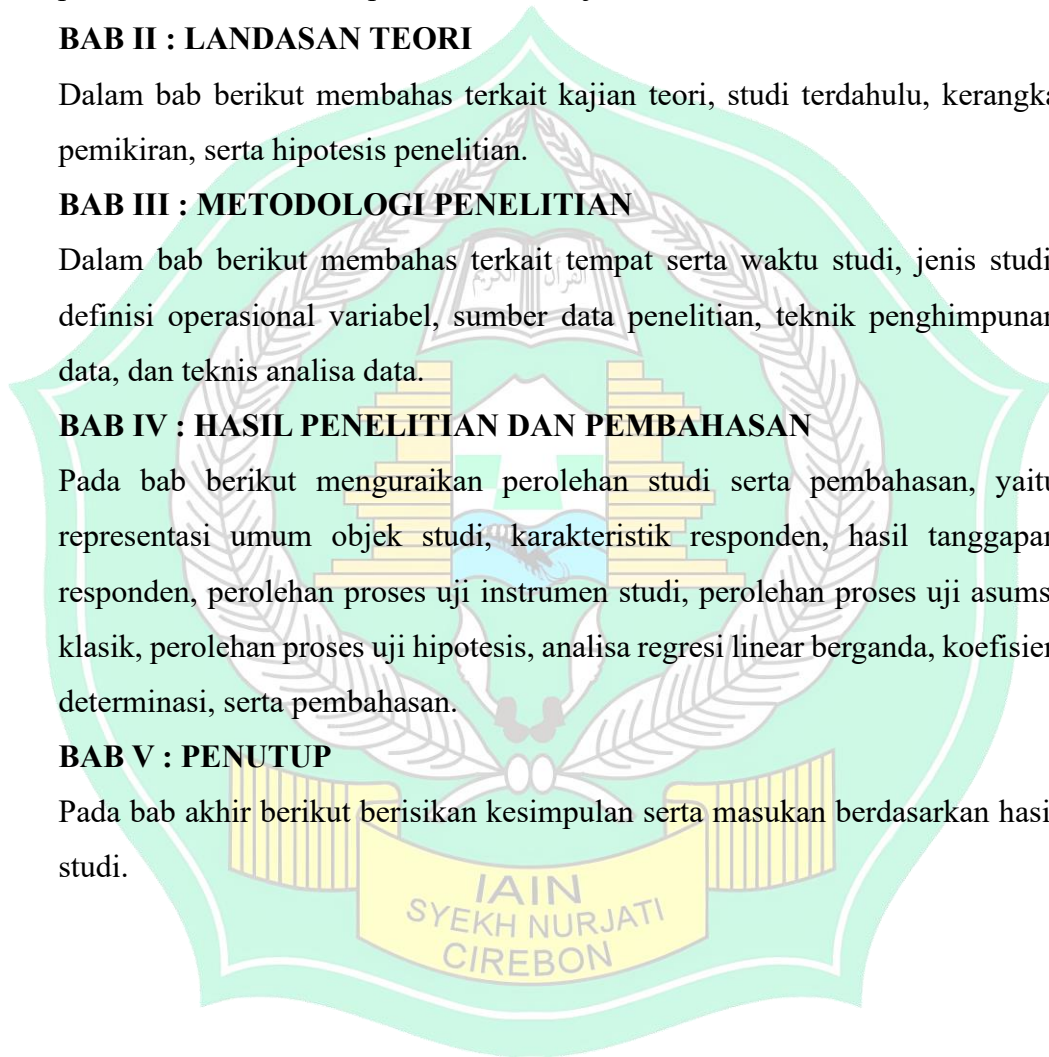 BAB II : LANDASAN TEORI
Dalam bab berikut membahas terkait kajian teori, studi terdahulu, kerangka
pemikiran, serta hipotesis penelitian.
BAB III : METODOLOGI PENELITIAN
Dalam bab berikut membahas terkait tempat serta waktu studi, jenis studi
definisi operasional variabel, sumber data penelitian, teknik penghimpunan
data, dan teknis analisa data.
BAB IV : HASIL PENELITIAN DAN PEMBAHASAN
Pada bab berikut menguraikan perolehan studi serta pembahasan, yaitu
representasi umum objek studi, karakteristik responden, hasil tanggapan
responden, perolehan proses uji instrumen studi, perolehan proses uji asums
klasik, perolehan proses uji hipotesis, analisa regresi linear berganda, koefisien
determinasi, serta pembahasan.
BAB V : PENUTUP
Pada bab akhir berikut berisikan kesimpulan serta masukan berdasarkan hasi
studi.
القرآن الكريم
IAIN
SYEKH NURJATI
CIREBON